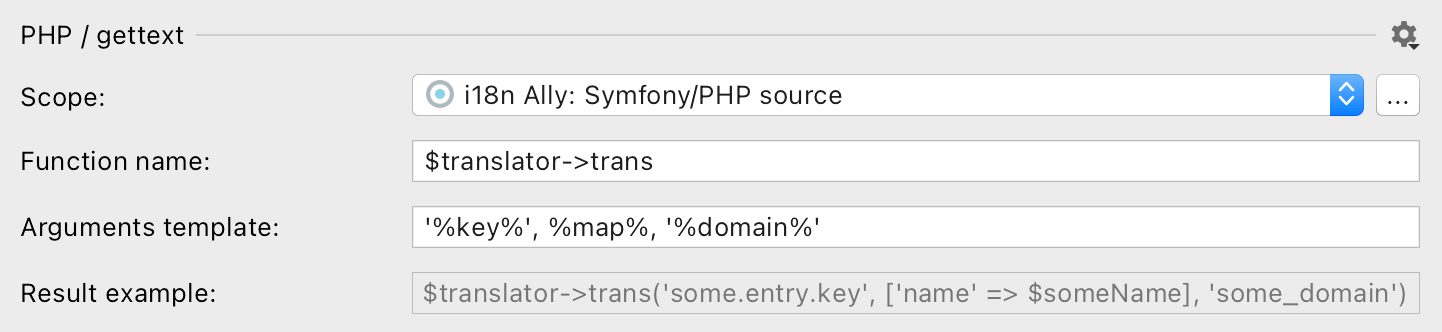 PHP / gettext
Scope: i18n Ally: Symfony/PHP source ...
Function name: $translator->trans
Arguments template: '%key%', %map%, '%domain%'
Result example: $translator->trans('some.entry.key', ['name' => $someName], 'some_domain')